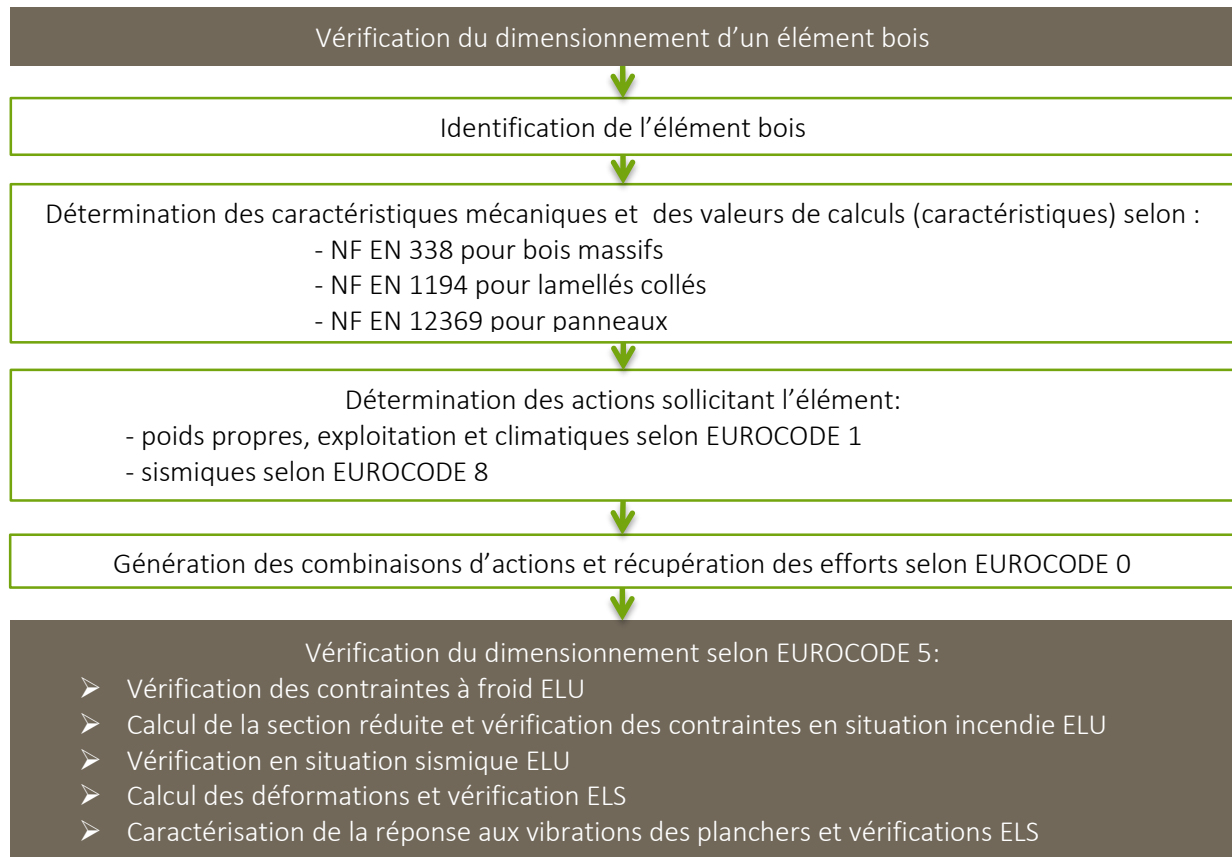 Vérification du dimensionnement d’un élément bois
Identification de l’élément bois
Détermination des caractéristiques mécaniques et des valeurs de calculs (caractéristiques) selon :
- NF EN 338 pour bois massifs
- NF EN 1194 pour lamellés collés
- NF EN 12369 pour panneaux
Détermination des actions sollicitant l’élément:
- poids propres, exploitation et climatiques selon EUROCODE 1
- sismiques selon EUROCODE 8
Génération des combinaisons d’actions et récupération des efforts selon EUROCODE 0
Vérification du dimensionnement selon EUROCODE 5:
➢ Vérification des contraintes à froid ELU
➢ Calcul de la section réduite et vérification des contraintes en situation incendie ELU
➢ Vérification en situation sismique ELU
➢ Calcul des déformations et vérification ELS
➢ Caractérisation de la réponse aux vibrations des planchers et vérifications ELS